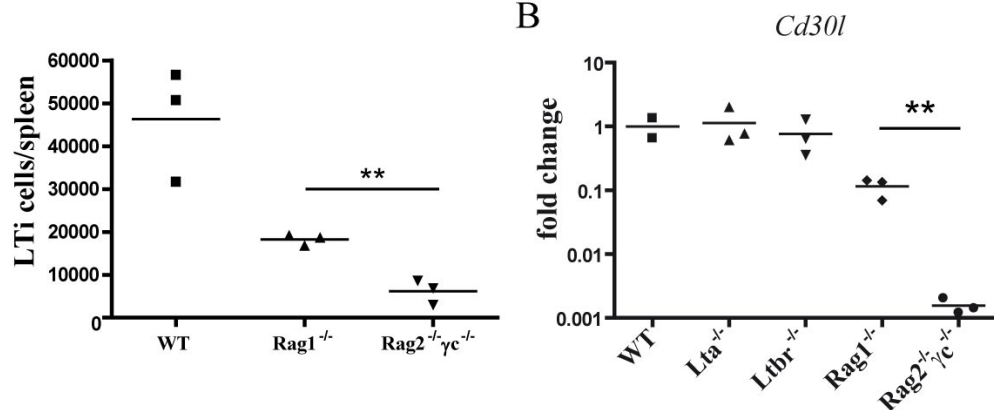 LTi cells/spleen
60000
50000
40000
30000
20000
10000
0
**
WT Rag1-/- Rag2-/-γc-/-
B
Cd30l
fold change
10
1
0.1
0.01
0.001
**
WT Lta-/- Ltbr-/- Rag1-/- Rag2-/-γc-/-